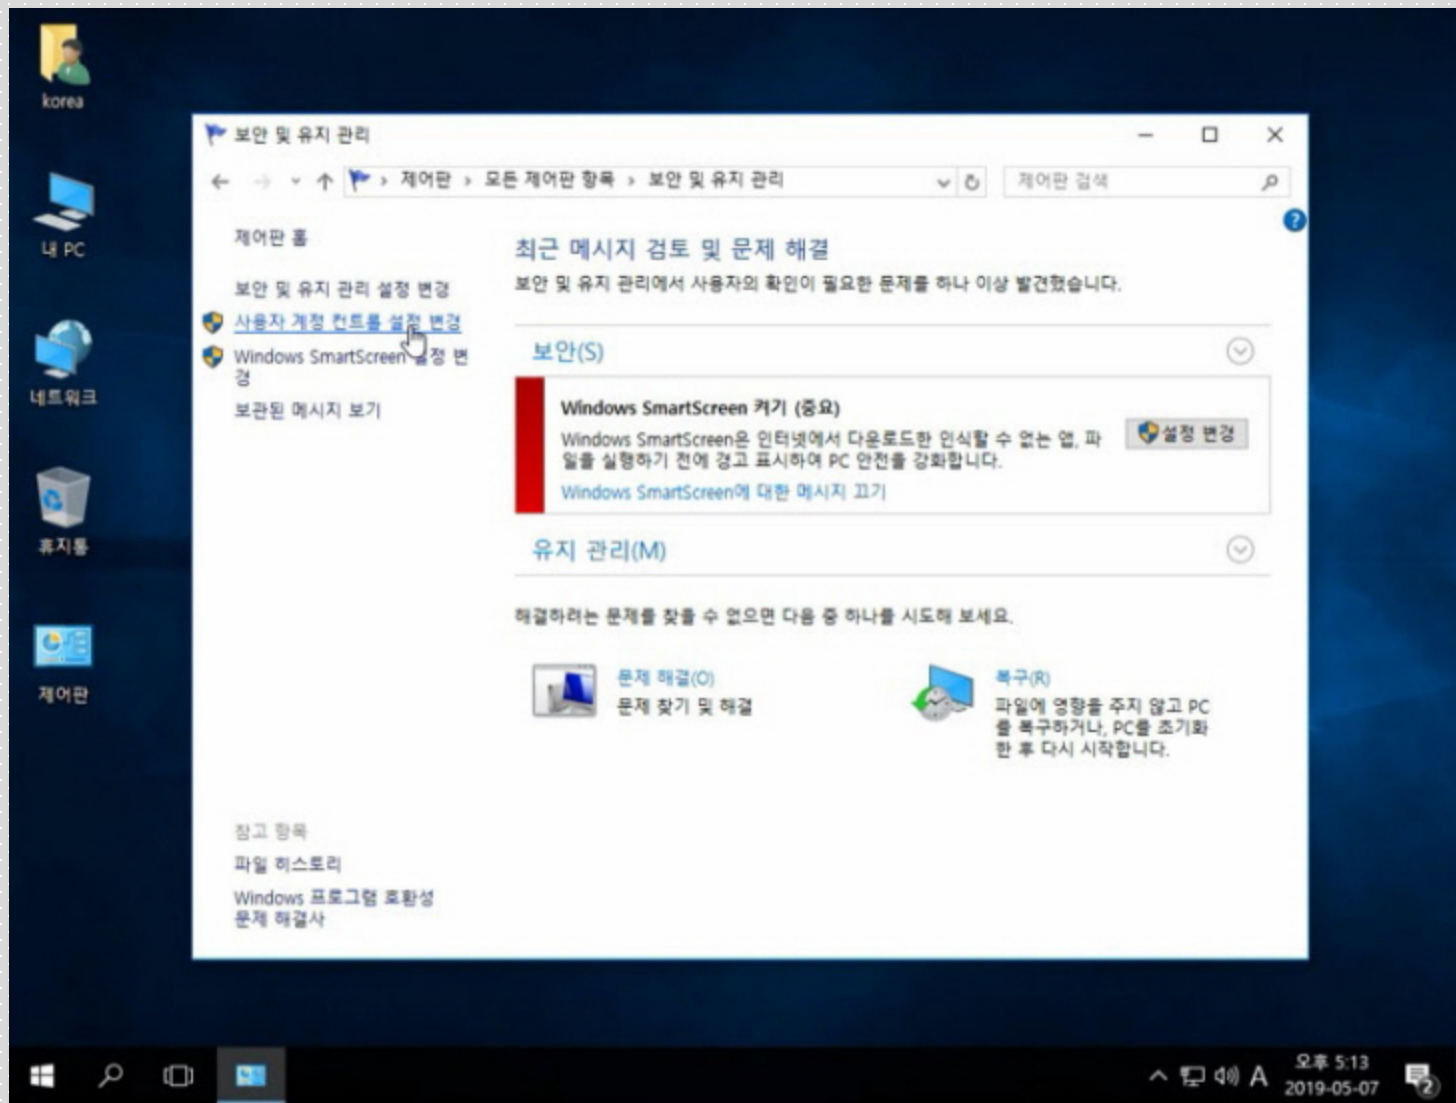 korea
내 PC
네트워크
휴지통
제어판
보안 및 유지 관리
제어판 › 모든 제어판 항목 › 보안 및 유지 관리
제어판 검색
제어판 홈
보안 및 유지 관리 설정 변경
사용자 계정 컨트롤 설정 변경
Windows SmartScreen 설정 변
경
보관된 메시지 보기
참고 항목
파일 히스토리
Windows 프로그램 호환성
문제 해결사
최근 메시지 검토 및 문제 해결
보안 및 유지 관리에서 사용자의 확인이 필요한 문제를 하나 이상 발견했습니다.
보안(S)
Windows SmartScreen 켜기 (중요)
Windows SmartScreen은 인터넷에서 다운로드한 인식할 수 없는 앱, 파
일을 실행하기 전에 경고 표시하여 PC 안전을 강화합니다.
설정 변경
Windows SmartScreen에 대한 메시지 끄기
유지 관리(M)
해결하려는 문제를 찾을 수 없으면 다음 중 하나를 시도해 보세요.
문제 해결(O)
문제 찾기 및 해결
복구(R)
파일에 영향을 주지 않고 PC
를 복구하거나, PC를 초기화
한 후 다시 시작합니다.
A
오후 5:13
2019-05-07
2